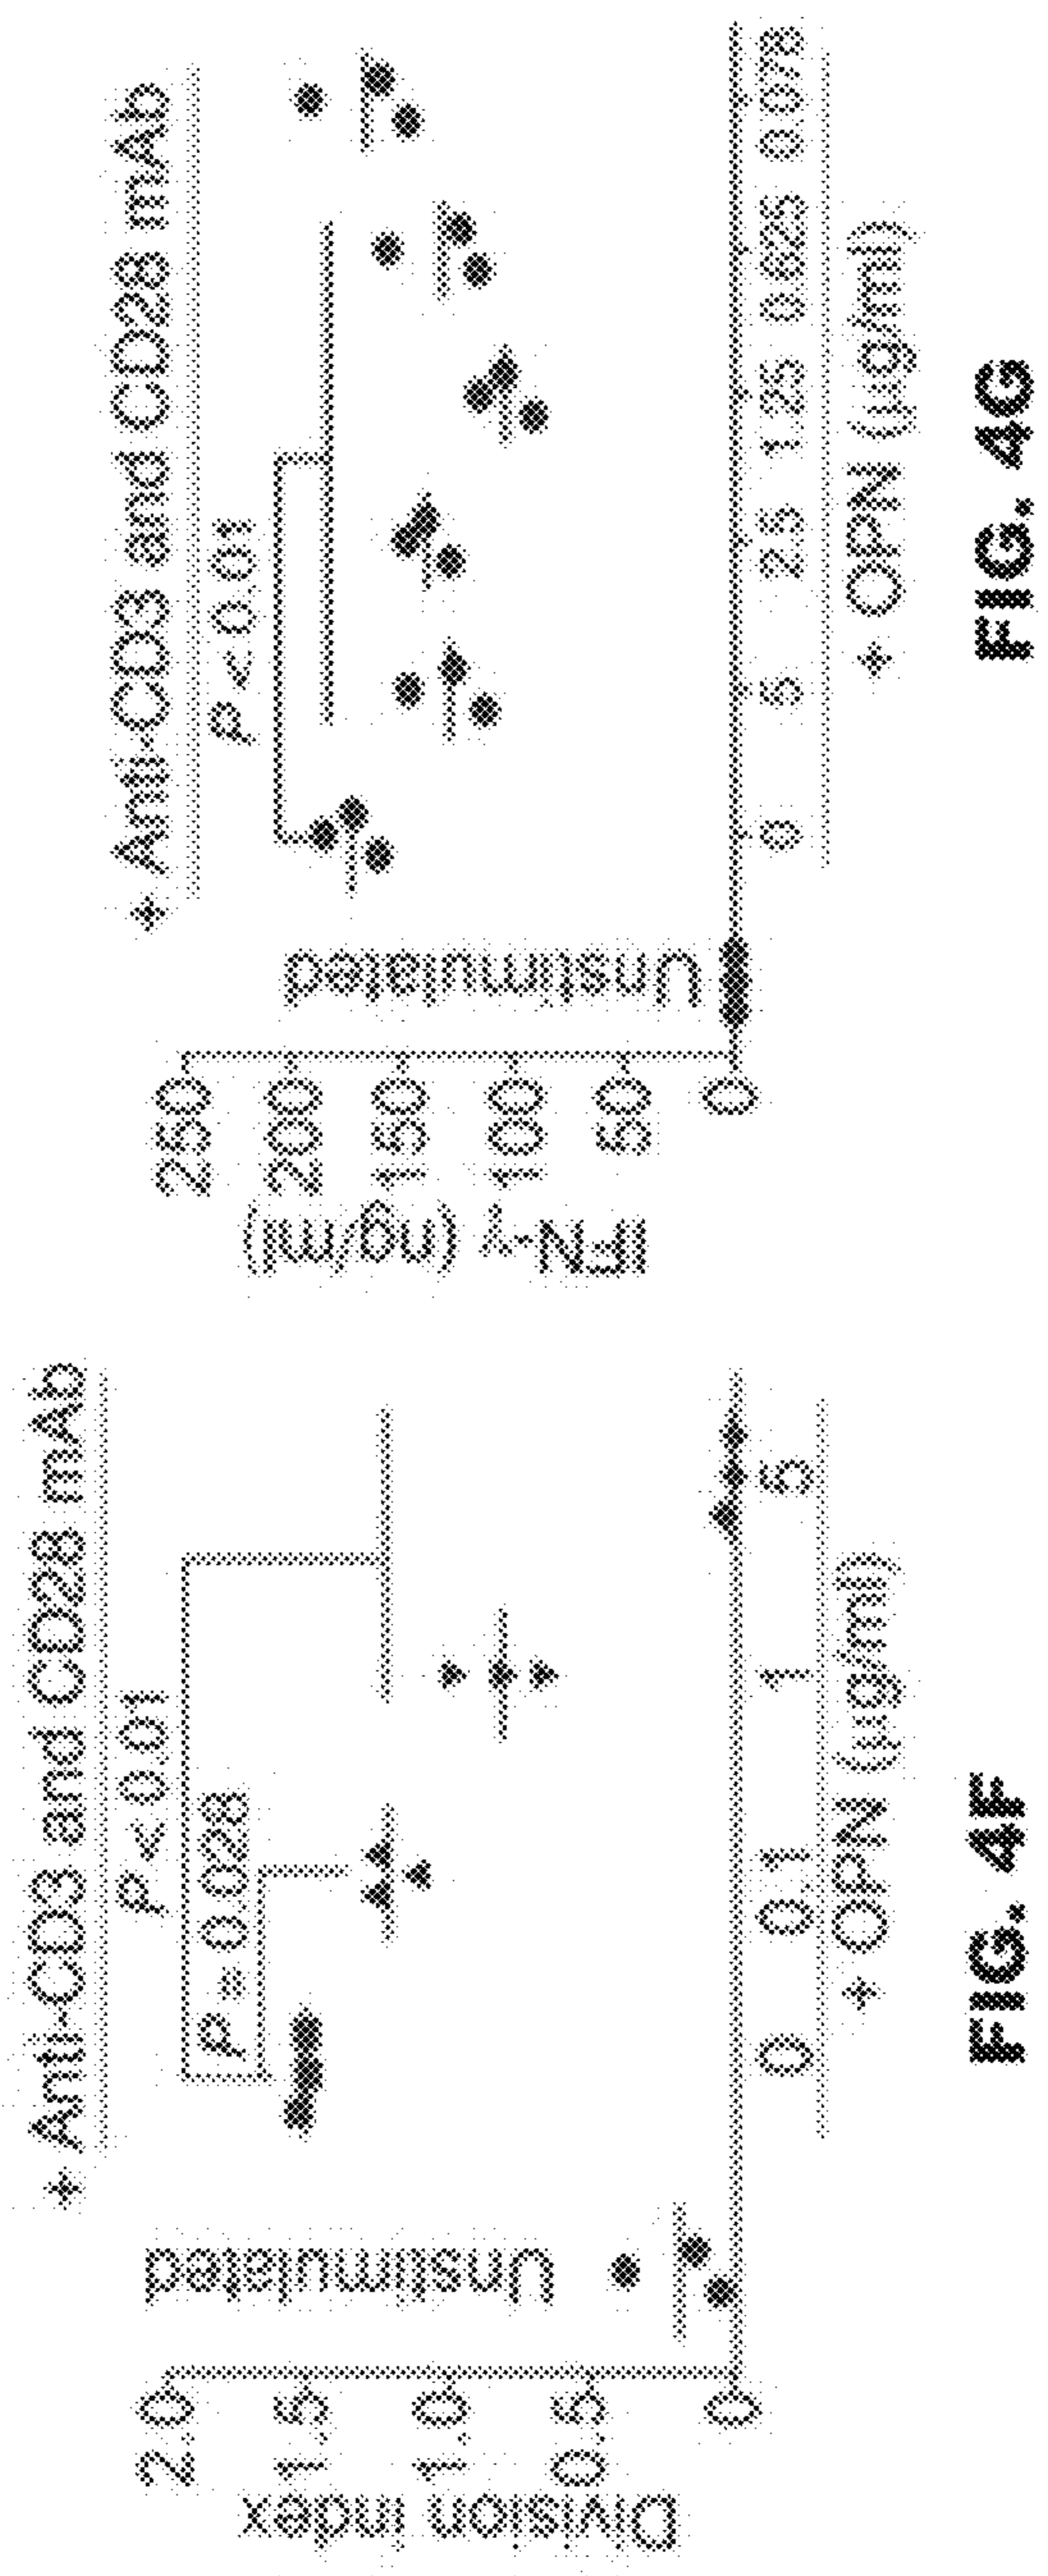 + Anti-CD3 and CD28 mAb
P < 0.01
P = 0.028
Unstimulated
Division index
2.0
1.5
1.0
0.5
0
0 0.1 1 5
+ OPN (µg/ml)
FIG. 4F
+ Anti-CD3 and CD28 mAb
P < 0.01
Unstimulated
IFN-γ (ng/ml)
250
200
150
100
50
0
0 5 2.5 1.25 0.625 0.078
+ OPN (µg/ml)
FIG. 4G